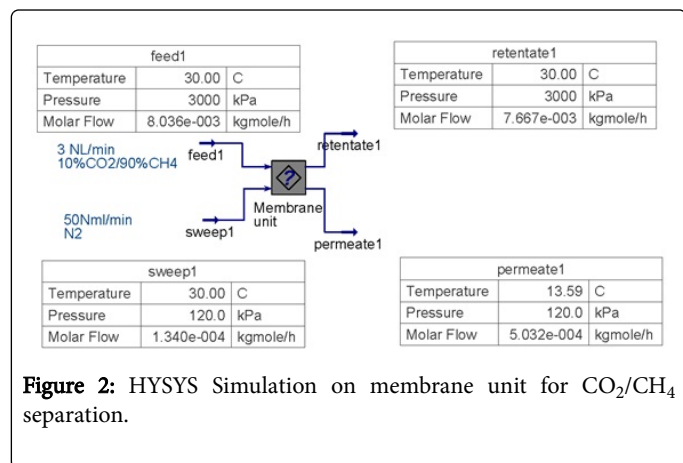 feed1
Temperature 30.00 C
Pressure 3000 kPa
Molar Flow 8.036e-003 kgmole/h
retentate1
Temperature 30.00 C
Pressure 3000 kPa
Molar Flow 7.667e-003 kgmole/h
3 NL/min
10%CO2/90%CH4
feed1
retentate1
?
50Nml/min
N2
sweep1
Membrane
unit
permeate1
sweep1
Temperature 30.00 C
Pressure 120.0 kPa
Molar Flow 1.340e-004 kgmole/h
permeate1
Temperature 13.59 C
Pressure 120.0 kPa
Molar Flow 5.032e-004 kgmole/h
Figure 2: HYSYS Simulation on membrane unit for CO₂/CH₄
separation.